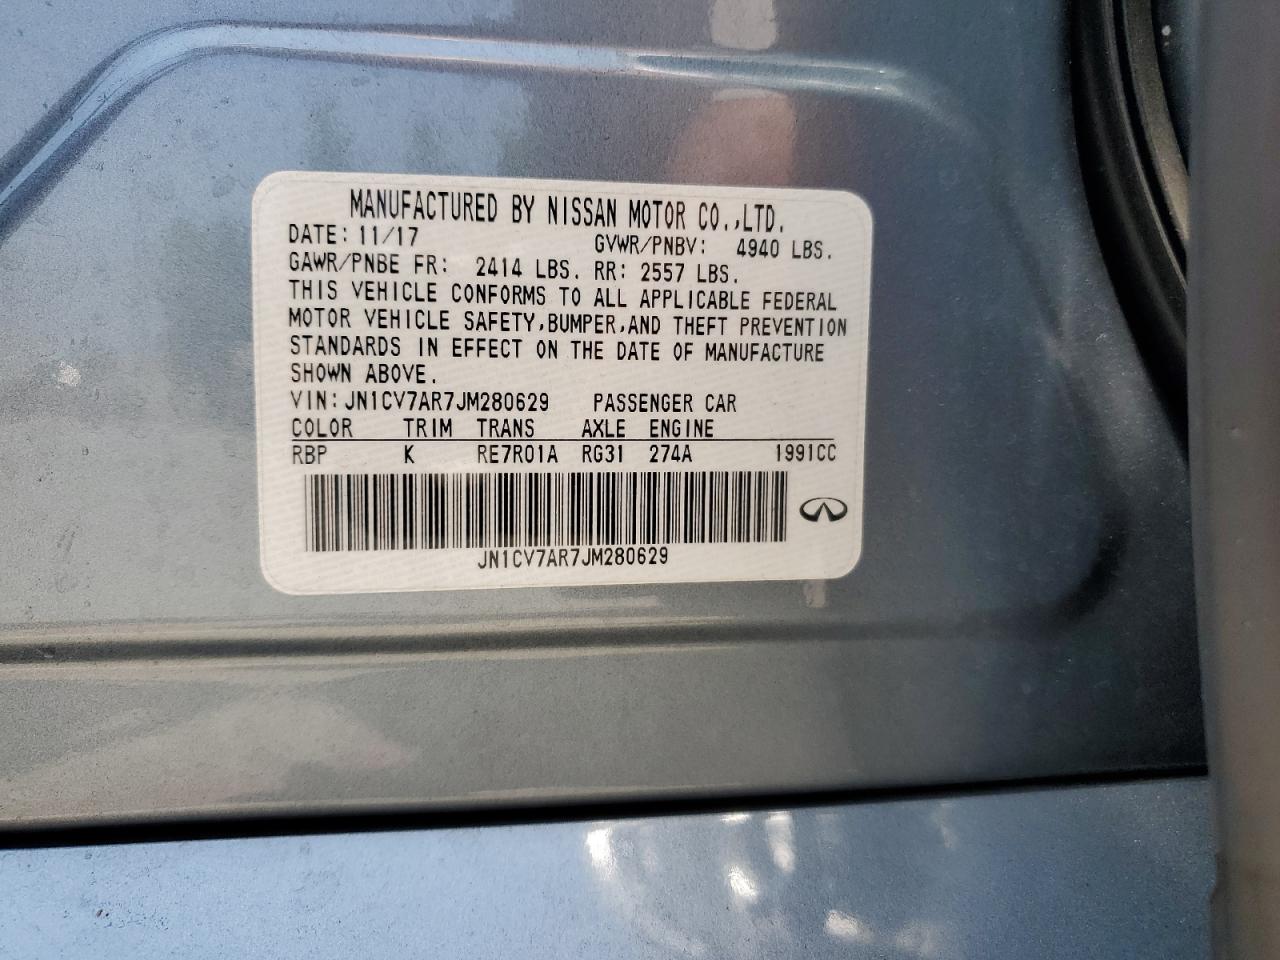 MANUFACTURED BY NISSAN MOTOR CO.,LTD.
DATE: 11/17 GVWR/PNBV: 4940 LBS.
GAWR/PNBE FR: 2414 LBS. RR: 2557 LBS.
THIS VEHICLE CONFORMS TO ALL APPLICABLE FEDERAL
MOTOR VEHICLE SAFETY,BUMPER,AND THEFT PREVENTION
STANDARDS IN EFFECT ON THE DATE OF MANUFACTURE
SHOWN ABOVE.
VIN: JN1CV7AR7JM280629 PASSENGER CAR
COLOR TRIM TRANS AXLE ENGINE
RBP K RE7R01A RG31 274A 1991CC
JN1CV7AR7JM280629